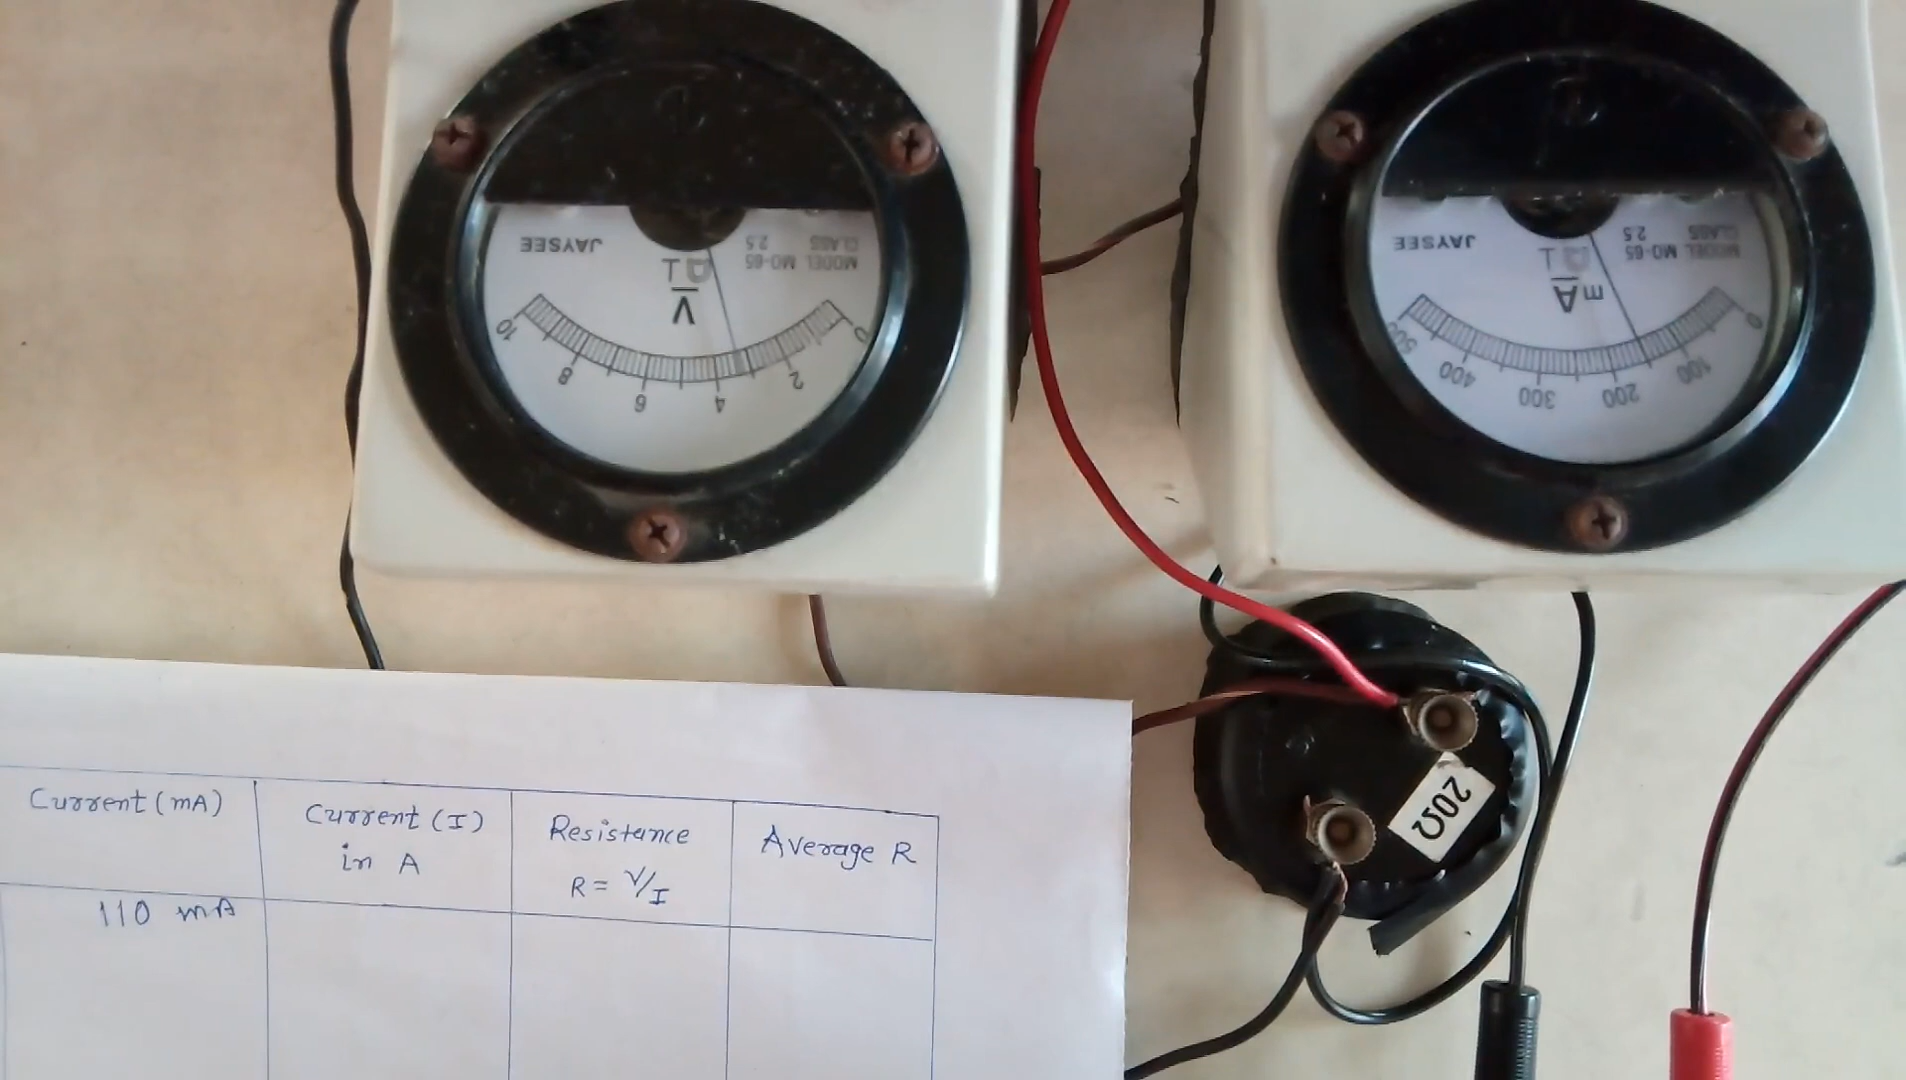 JAYSEE
MODEL MO-65
CLASS 2.5
V
10 8 6 4 2 0
JAYSEE
MODEL MO-65
CLASS 2.5
mA
400 300 200 100 0
20Ω
Current (mA)
Current (I)
in A
Resistance
R = V/I
Average R
110 mA